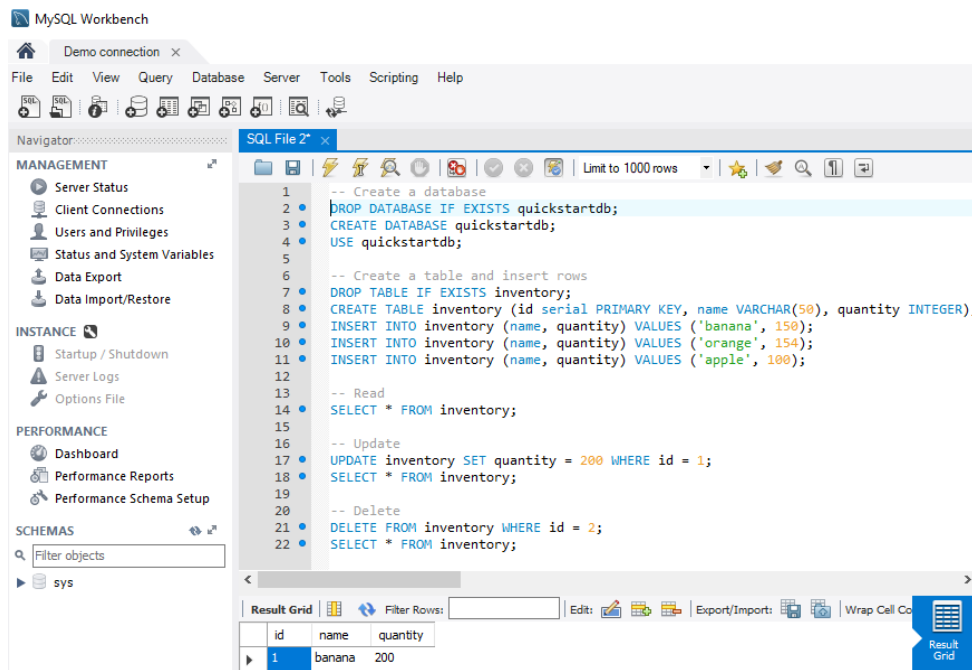 MySQL Workbench
Demo connection
File Edit View Query Database Server Tools Scripting Help
Navigator
SQL File 2*
MANAGEMENT
Server Status
Client Connections
Users and Privileges
Status and System Variables
Data Export
Data Import/Restore
INSTANCE
Startup / Shutdown
Server Logs
Options File
PERFORMANCE
Dashboard
Performance Reports
Performance Schema Setup
SCHEMAS
Filter objects
sys
Limit to 1000 rows
1 -- Create a database
2 DROP DATABASE IF EXISTS quickstartdb;
3 CREATE DATABASE quickstartdb;
4 USE quickstartdb;
5
6 -- Create a table and insert rows
7 DROP TABLE IF EXISTS inventory;
8 CREATE TABLE inventory (id serial PRIMARY KEY, name VARCHAR(50), quantity INTEGER)
9 INSERT INTO inventory (name, quantity) VALUES ('banana', 150);
10 INSERT INTO inventory (name, quantity) VALUES ('orange', 154);
11 INSERT INTO inventory (name, quantity) VALUES ('apple', 100);
12
13 -- Read
14 SELECT * FROM inventory;
15
16 -- Update
17 UPDATE inventory SET quantity = 200 WHERE id = 1;
18 SELECT * FROM inventory;
19
20 -- Delete
21 DELETE FROM inventory WHERE id = 2;
22 SELECT * FROM inventory;
Result Grid Filter Rows: Edit: Export/Import: Wrap Cell Co
id name quantity
1 banana 200
Result
Grid